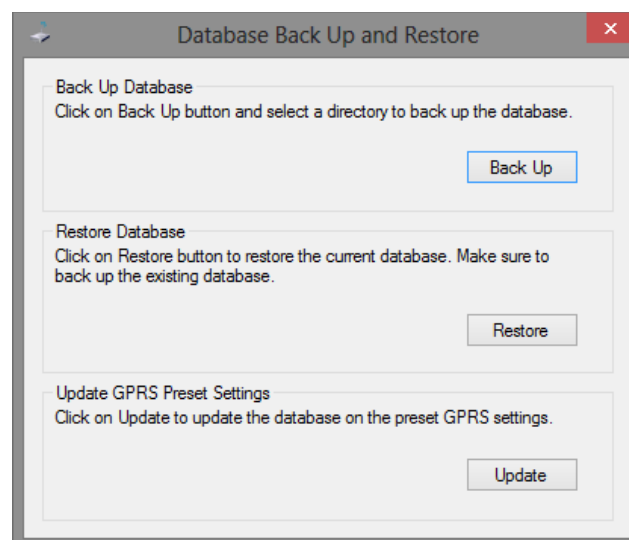 Database Back Up and Restore
Back Up Database
Click on Back Up button and select a directory to back up the database.
Back Up
Restore Database
Click on Restore button to restore the current database. Make sure to
back up the existing database.
Restore
Update GPRS Preset Settings
Click on Update to update the database on the preset GPRS settings.
Update